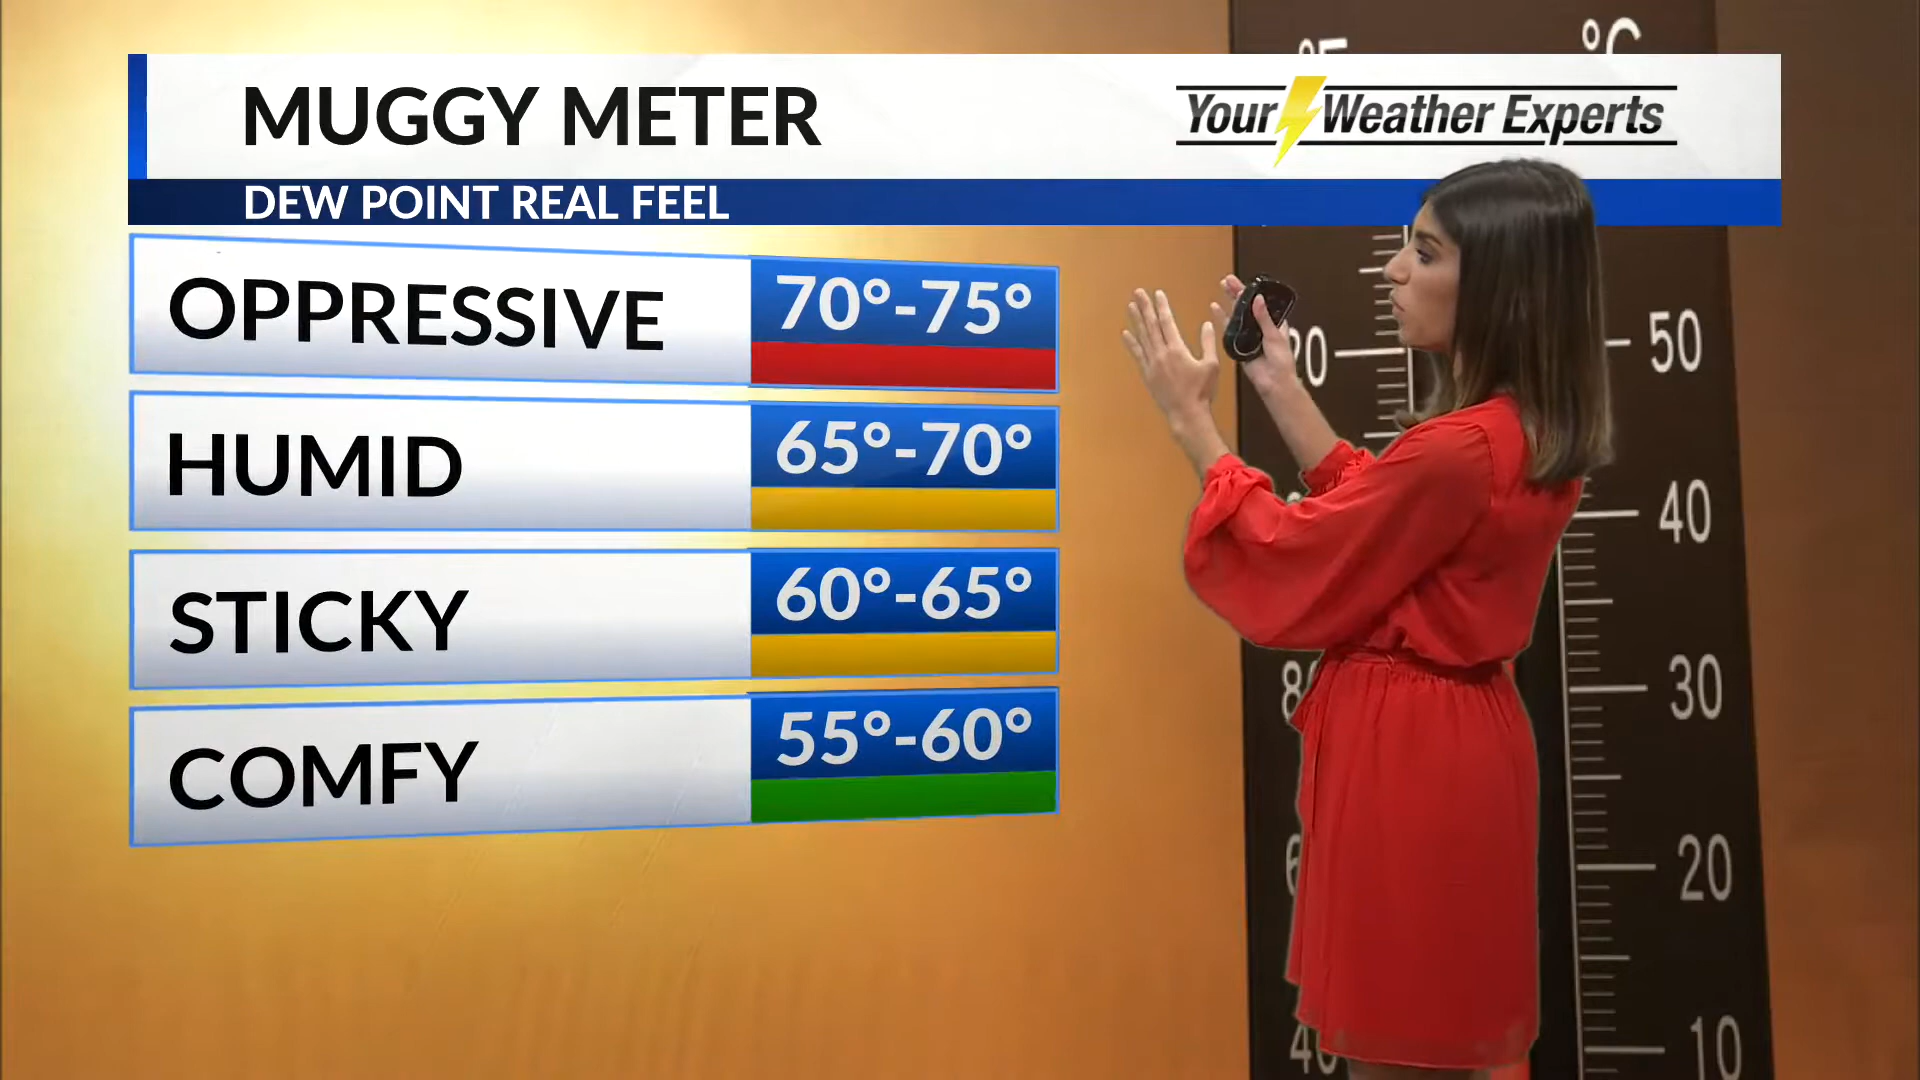 °C
MUGGY METER
Your Weather Experts
DEW POINT REAL FEEL
OPPRESSIVE 70°-75°
HUMID 65°-70°
STICKY 60°-65°
COMFY 55°-60°
50
40
30
20
10